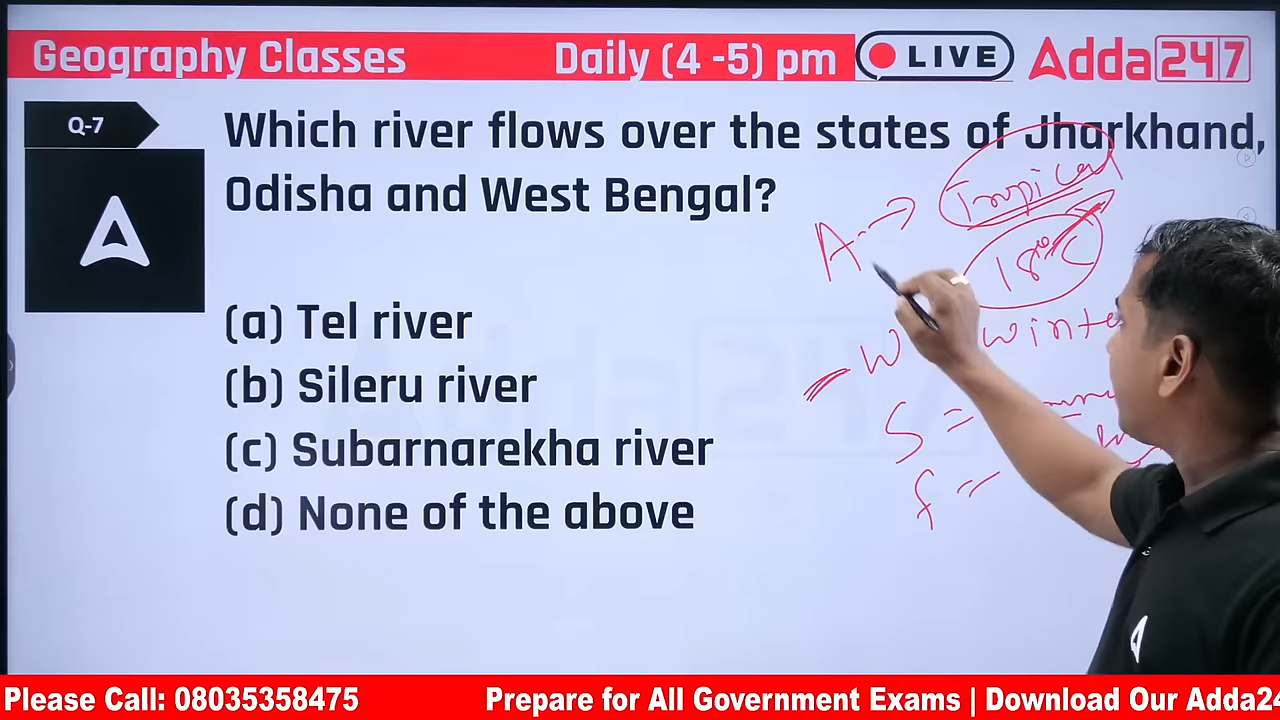 Geography Classes Daily (4 -5) pm LIVE Adda247
Q-7
Which river flows over the states of Jharkhand,
Odisha and West Bengal?
(a) Tel river
(b) Sileru river
(c) Subarnarekha river
(d) None of the above
A → Tropical
18°C
W winte
S =
f =
Please Call: 08035358475 Prepare for All Government Exams | Download Our Adda24